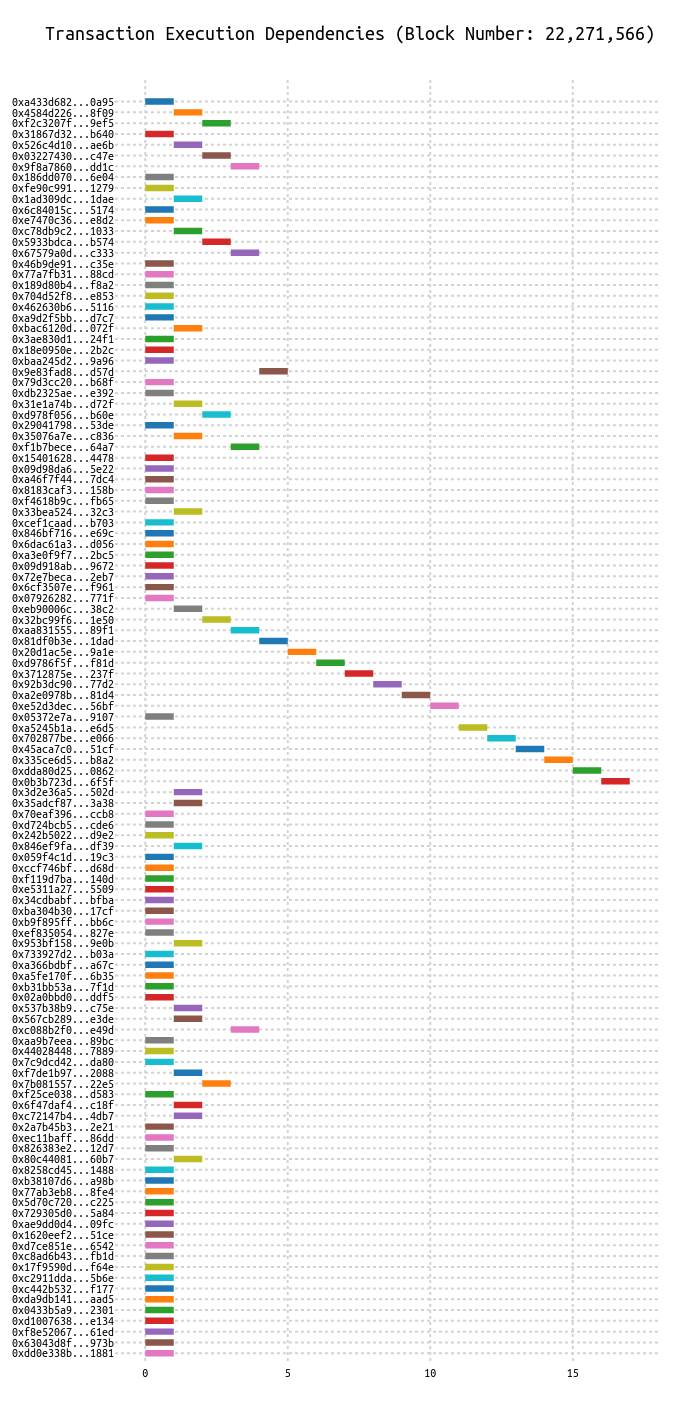 Transaction Execution Dependencies (Block Number: 22,271,566)
0xa433d682...0a95
0x4584d226...8f09
0xf2c3207f...9ef5
0x31867d32...b640
0x526c4d10...ae6b
0x03227430...c47e
0x9f8a7860...dd1c
0x186dd070...6e04
0xfe90c991...1279
0x1ad309dc...1dae
0x6c84015c...5174
0xe7470c36...e8d2
0xc78db9c2...1033
0x5933bdca...b574
0x67579a0d...c333
0x46b9de91...c35e
0x77a7fb31...88cd
0x189d80b4...f8a2
0x704d52f8...e853
0x462630b6...5116
0xa9d2f5bb...d7c7
0xbac6120d...072f
0x3ae830d1...24f1
0x18e0950e...2b2c
0xbaa245d2...9a96
0x9e83fad8...d57d
0x79d3cc20...b68f
0xdb2325ae...e392
0x31e1a74b...d72f
0xd978f056...b60e
0x29041798...53de
0x35076a7e...c836
0xf1b7bece...64a7
0x15401628...4478
0x09d98da6...5e22
0xa46f7f44...7dc4
0x8183caf3...158b
0xf4618b9c...fb65
0x33bea524...32c3
0xcef1caad...b703
0x846bf716...e69c
0x6dac61a3...d056
0xa3e0f9f7...2bc5
0x09d918ab...9672
0x72e7beca...2eb7
0x6cf3507e...f961
0x07926282...771f
0xeb90006c...38c2
0x32bc99f6...1e50
0xaa831555...89f1
0x81df0b3e...1dad
0x20d1ac5e...9a1e
0xd9786f5f...f81d
0x3712875e...237f
0x92b3dc90...77d2
0xa2e0978b...81d4
0xe52d3dec...56bf
0x05372e7a...9107
0xa5245b1a...e6d5
0x702877be...e066
0x45aca7c0...51cf
0x335ce6d5...b8a2
0xdda80d25...0862
0x0b3b723d...6f5f
0x3d2e36a5...502d
0x35adcf87...3a38
0x70eaf396...ccb8
0xd724bcb5...cde6
0x242b5022...d9e2
0x846ef9fa...df39
0x059f4c1d...19c3
0xccf746bf...d68d
0xf119d7ba...140d
0xe5311a27...5509
0x34cdbabf...bfba
0xba304b30...17cf
0xb9f895ff...bb6c
0xef835054...827e
0x953bf158...9e0b
0x733927d2...b03a
0xa366bdbf...a67c
0xa5fe170f...6b35
0xb31bb53a...7f1d
0x02a0bbd0...ddf5
0x537b38b9...c75e
0x567cb289...e3de
0xc088b2f0...e49d
0xaa9b7eea...89bc
0x44028448...7889
0x7c9dcd42...da80
0xf7de1b97...2088
0x7b081557...22e5
0xf25ce038...d583
0x6f47daf4...c18f
0xc72147b4...4db7
0x2a7b45b3...2e21
0xec11baff...86dd
0x826383e2...12d7
0x80c44081...60b7
0x8258cd45...1488
0xb38107d6...a98b
0x77ab3eb8...8fe4
0x5d70c720...c225
0x729305d0...5a84
0xae9dd0d4...09fc
0x1620eef2...51ce
0xd7ce851e...6542
0xc8ad6b43...fb1d
0x17f9590d...f64e
0xc2911dda...5b6e
0xc442b532...f177
0xda9db141...aad5
0x0433b5a9...2301
0xd1007638...e134
0xf8e52067...61ed
0x63043d8f...973b
0xdd0e338b...1881
0 5 10 15